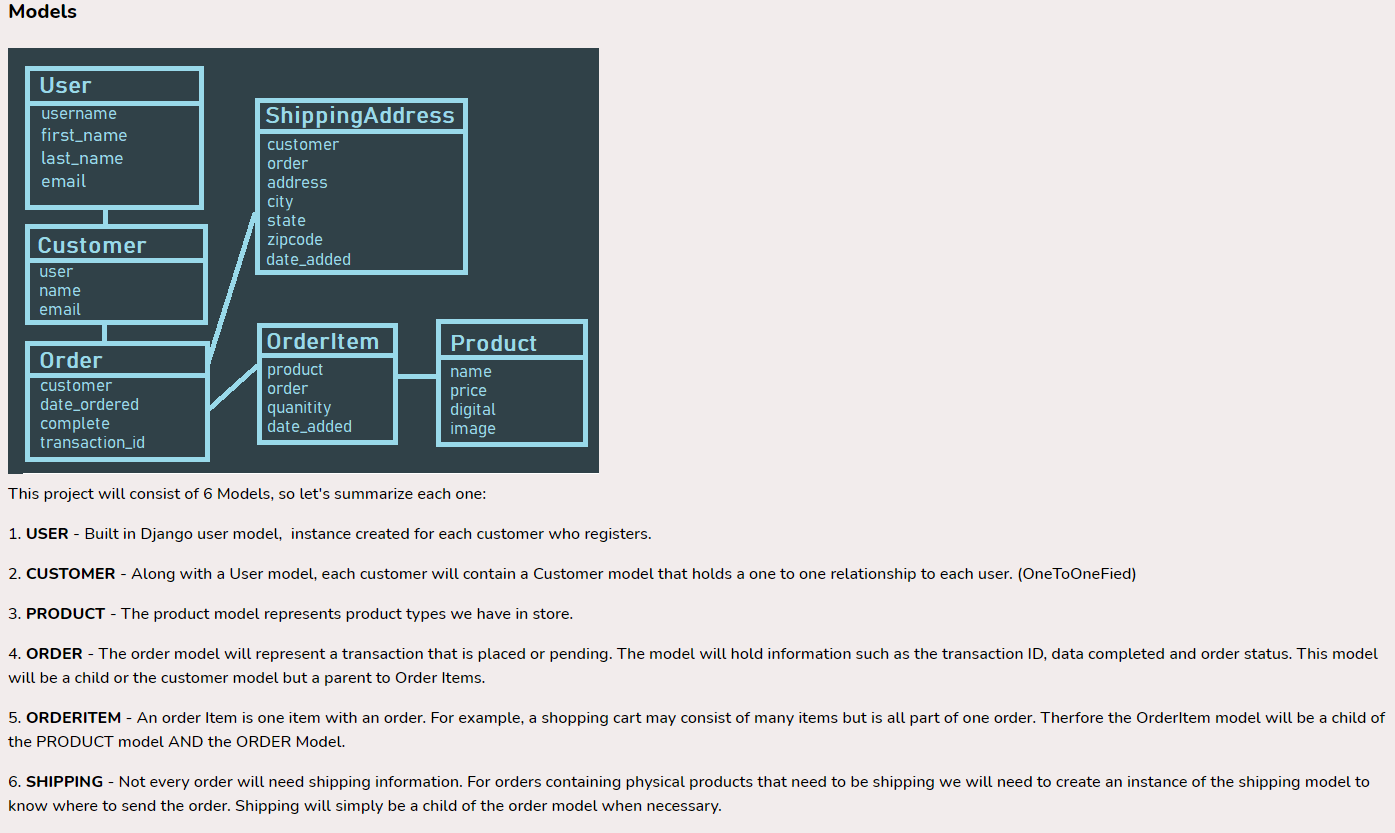 Models
User
username
first_name
last_name
email
ShippingAddress
customer
order
address
city
state
zipcode
date_added
Customer
user
name
email
Order
customer
date_ordered
complete
transaction_id
OrderItem
product
order
quanitity
date_added
Product
name
price
digital
image
This project will consist of 6 Models, so let's summarize each one:
1. USER - Built in Django user model,  instance created for each customer who registers.
2. CUSTOMER - Along with a User model, each customer will contain a Customer model that holds a one to one relationship to each user. (OneToOneFied)
3. PRODUCT - The product model represents product types we have in store.
4. ORDER - The order model will represent a transaction that is placed or pending. The model will hold information such as the transaction ID, data completed and order status. This model
will be a child or the customer model but a parent to Order Items.
5. ORDERITEM - An order Item is one item with an order. For example, a shopping cart may consist of many items but is all part of one order. Therfore the OrderItem model will be a child of
the PRODUCT model AND the ORDER Model.
6. SHIPPING - Not every order will need shipping information. For orders containing physical products that need to be shipping we will need to create an instance of the shipping model to
know where to send the order. Shipping will simply be a child of the order model when necessary.